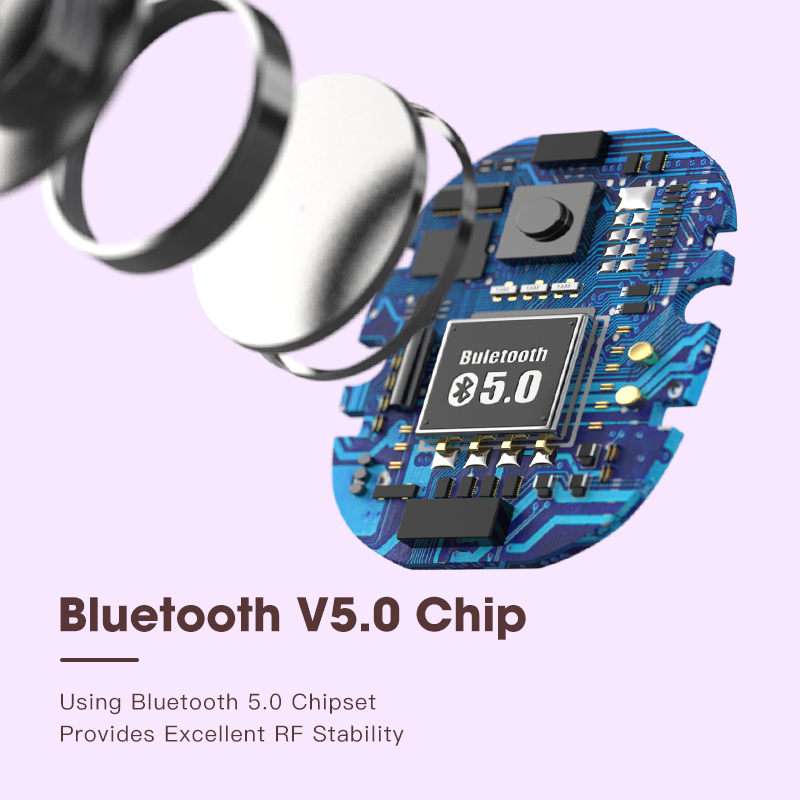 Buletooth
5.0
Bluetooth V5.0 Chip
Using Bluetooth 5.0 Chipset
Provides Excellent RF Stability